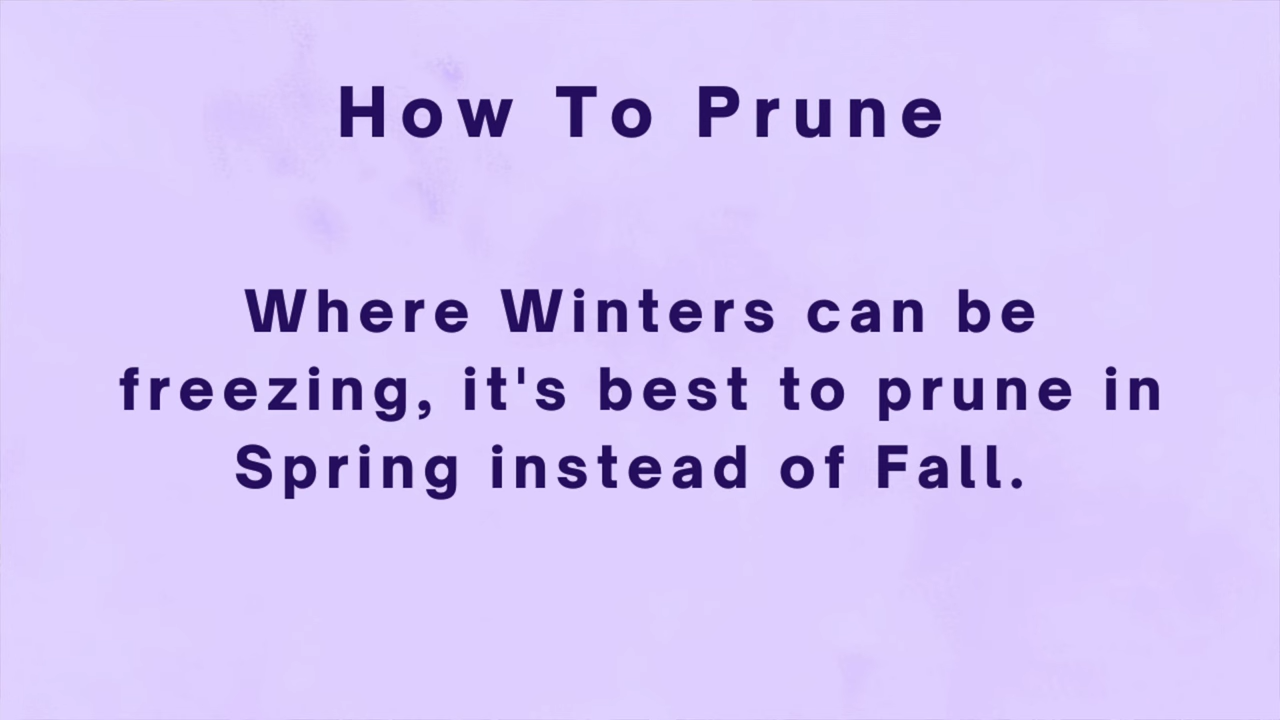 How To Prune
Where Winters can be
freezing, it's best to prune in
Spring instead of Fall.